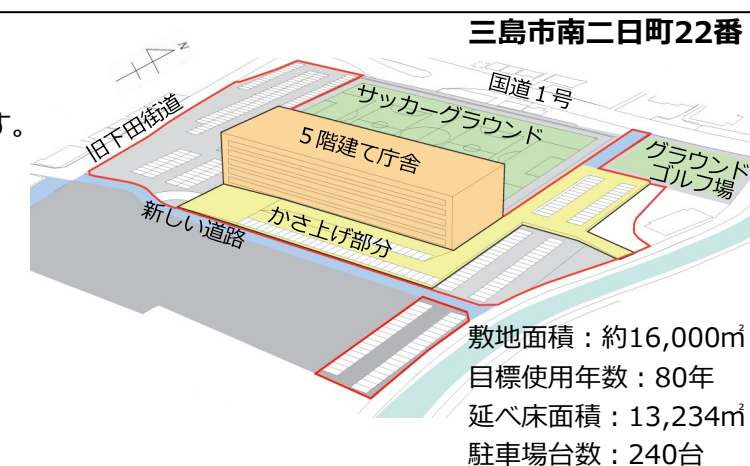 三島市南二日町22番
す。
N
国道1号
サッカーグラウンド
旧下田街道
5階建て庁舎
グラウンド
ゴルフ場
新しい道路
かさ上げ部分
敷地面積：約16,000㎡
目標使用年数：80年
延べ床面積：13,234㎡
駐車場台数：240台